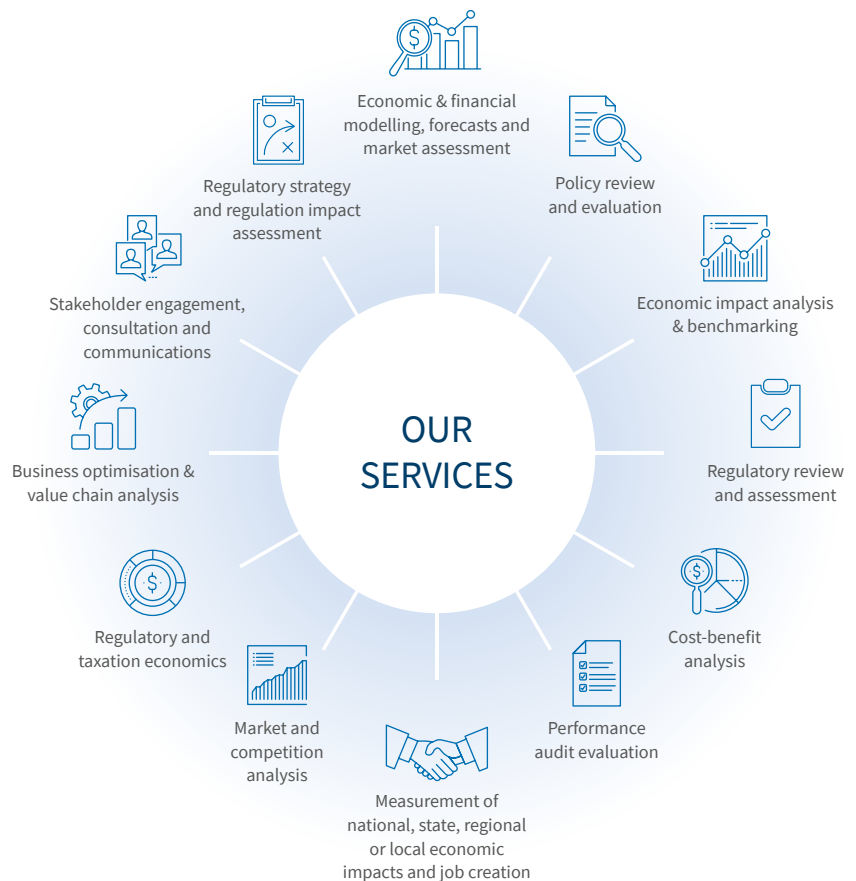 Economic & financial
modelling, forecasts and
market assessment
Policy review
and evaluation
Economic impact analysis
& benchmarking
Regulatory review
and assessment
Cost-benefit
analysis
Performance
audit evaluation
Measurement of
national, state, regional
or local economic
impacts and job creation
Market and
competition
analysis
Regulatory and
taxation economics
Business optimisation &
value chain analysis
Stakeholder engagement,
consultation and
communications
Regulatory strategy
and regulation impact
assessment
OUR
SERVICES